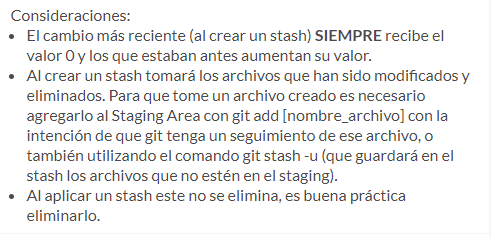 Consideraciones:
• El cambio más reciente (al crear un stash) SIEMPRE recibe el
valor 0 y los que estaban antes aumentan su valor.
• Al crear un stash tomará los archivos que han sido modificados y
eliminados. Para que tome un archivo creado es necesario
agregarlo al Staging Area con git add [nombre_archivo] con la
intención de que git tenga un seguimiento de ese archivo, o
también utilizando el comando git stash -u (que guardará en el
stash los archivos que no estén en el staging).
• Al aplicar un stash este no se elimina, es buena práctica
eliminarlo.